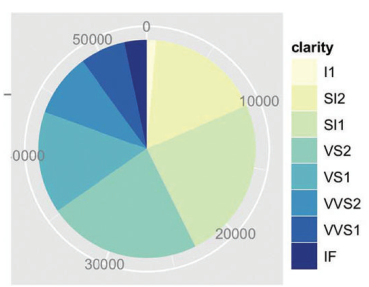 0
50000
clarity
I1
SI2
10000
SI1
VS2
0000
VS1
VVS2
VVS1
20000
IF
30000